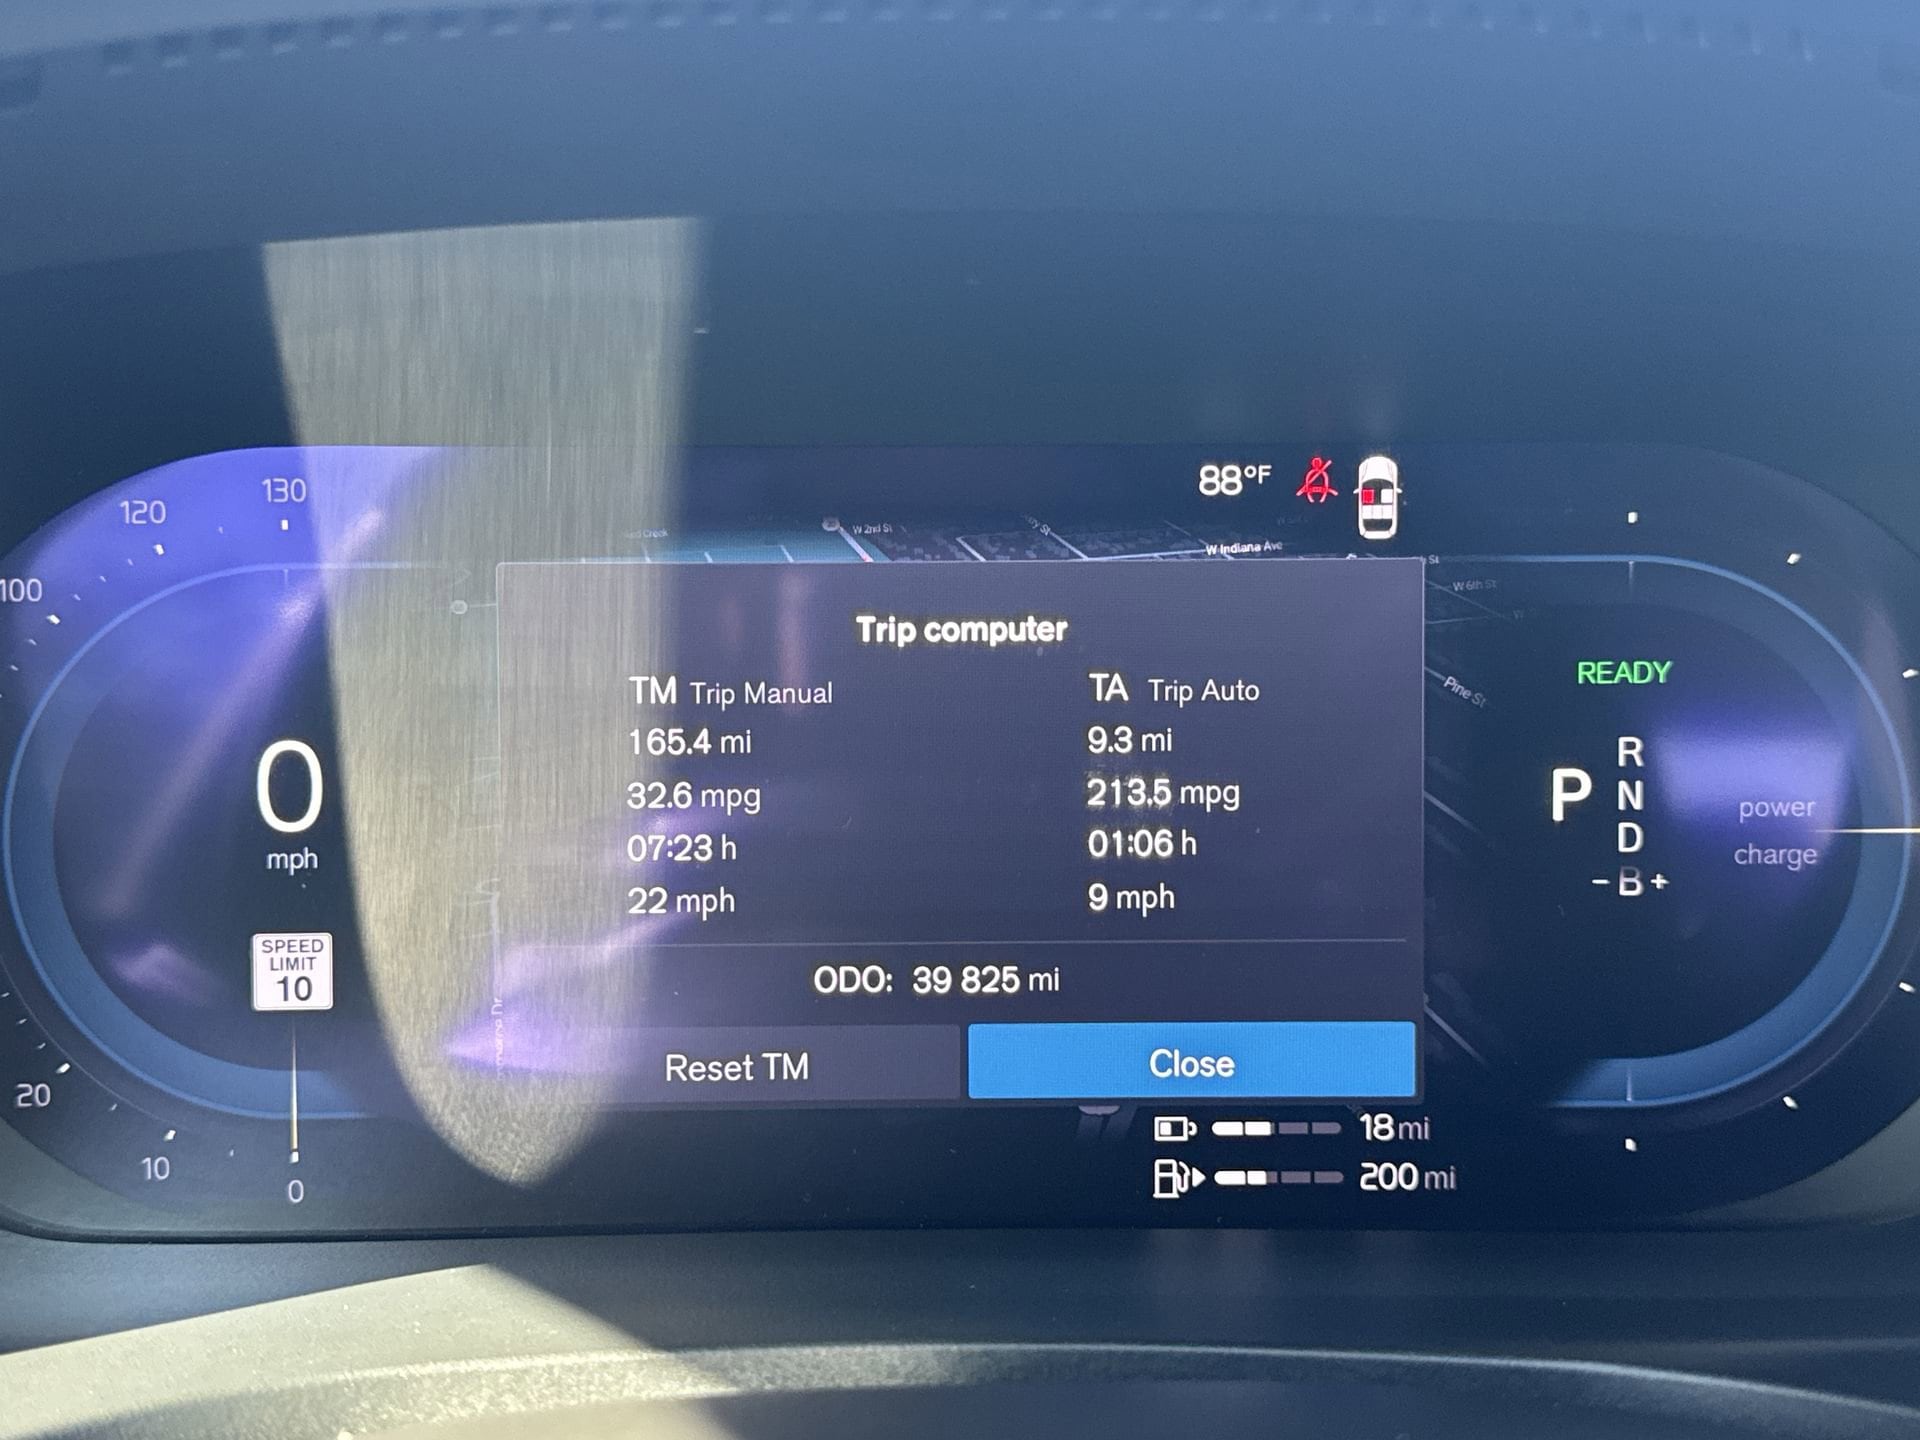 88°F
120
130
100
W 2nd St
W Indiana Ave
W 6th St
Pine St
Trip computer
TM Trip Manual
TA Trip Auto
165.4 mi
9.3 mi
32.6 mpg
213.5 mpg
07:23 h
01:06 h
22 mph
9 mph
ODO: 39 825 mi
Reset TM
Close
0
mph
SPEED
LIMIT
10
20
10
0
READY
P
R
N
D
- B +
power
charge
18 mi
200 mi